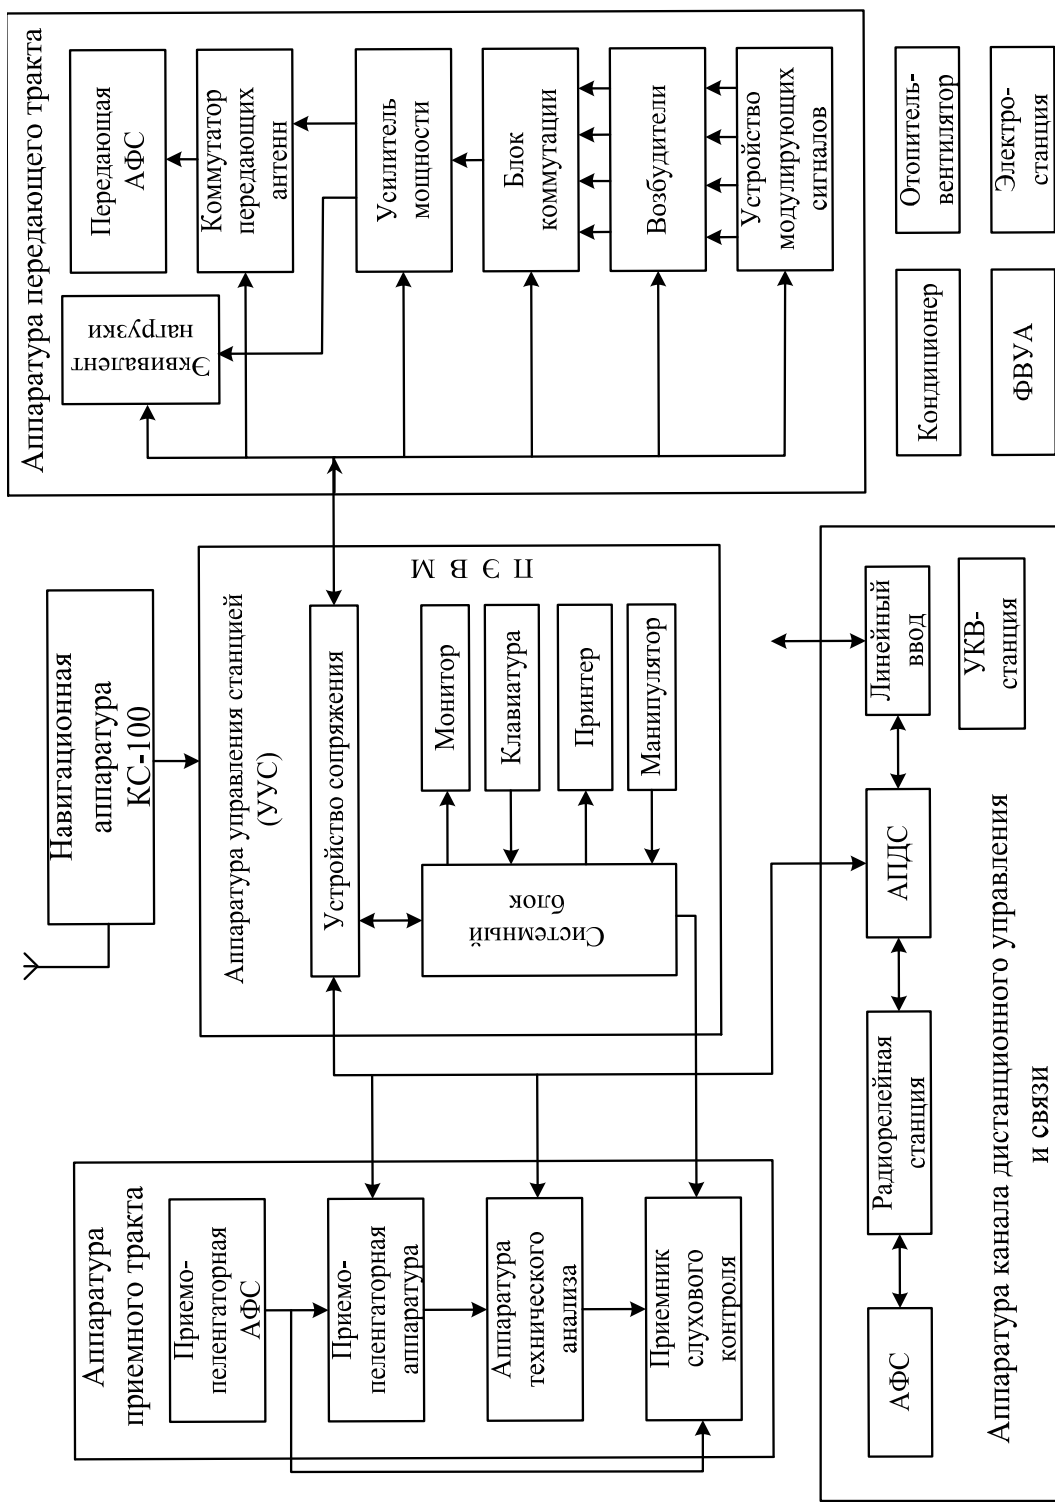 Аппаратура
приемного тракта
Приемо-
пеленгаторная
АФС
Приемо-
пеленгаторная
аппаратура
Аппаратура
технического
анализа
Приемник
слухового
контроля
Навигационная
аппаратура
КС-100
Аппаратура управления станцией
(УУС)
Устройство сопряжения
Системный
блок
Монитор
Клавиатура
Принтер
Манипулятор
ПЭВМ
Аппаратура передающего тракта
Эквивалент
нагрузки
Передающая
АФС
Коммутатор
передающих
антенн
Усилитель
мощности
Блок
коммутации
Возбудители
Устройство
модулирующих
сигналов
АФС
Радиорелейная
станция
АПДС
Линейный
ввод
УКВ-
станция
Аппаратура канала дистанционного управления
и связи
Кондиционер
Отопитель-
вентилятор
ФВУА
Электро-
станция